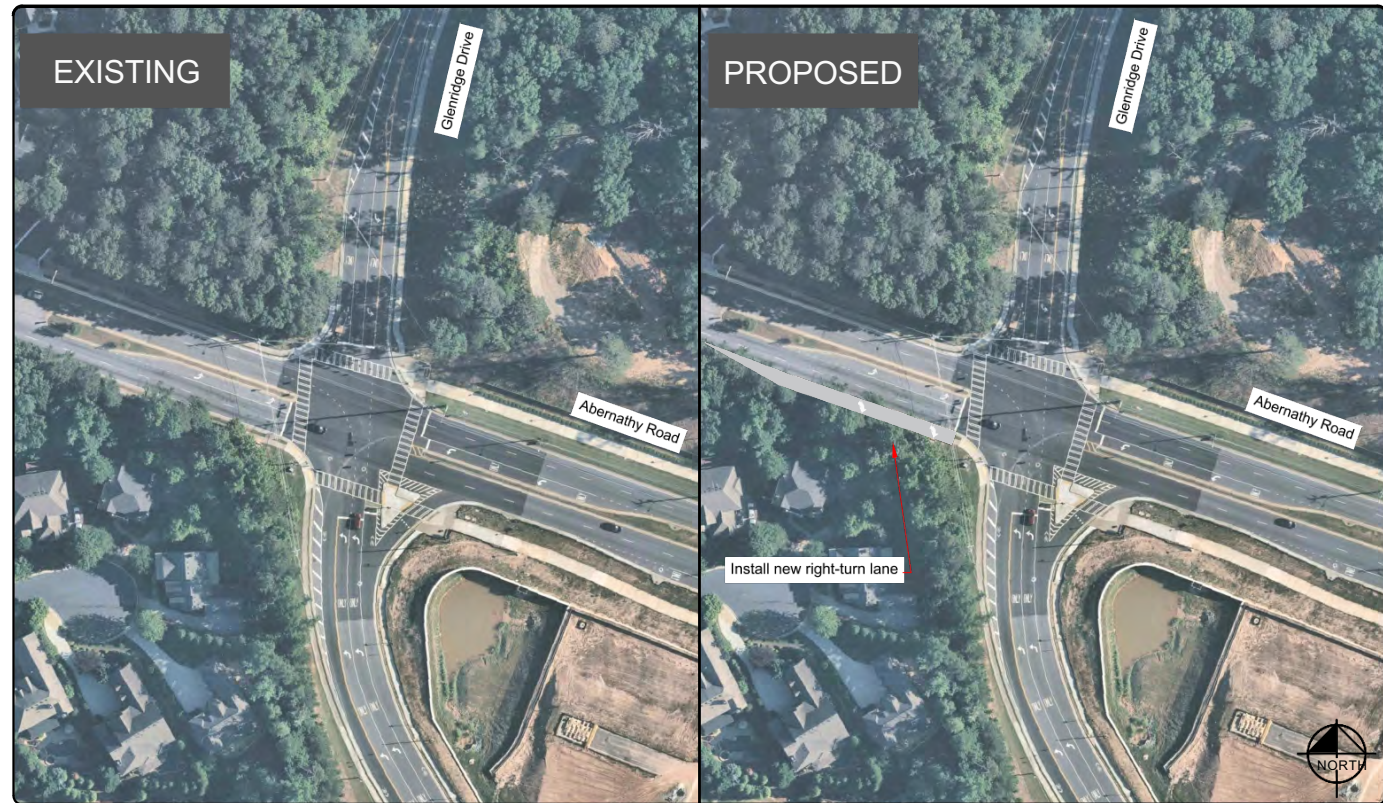 EXISTING
Glenridge Drive
Abernathy Road
PROPOSED
Glenridge Drive
Abernathy Road
Install new right-turn lane
NORTH